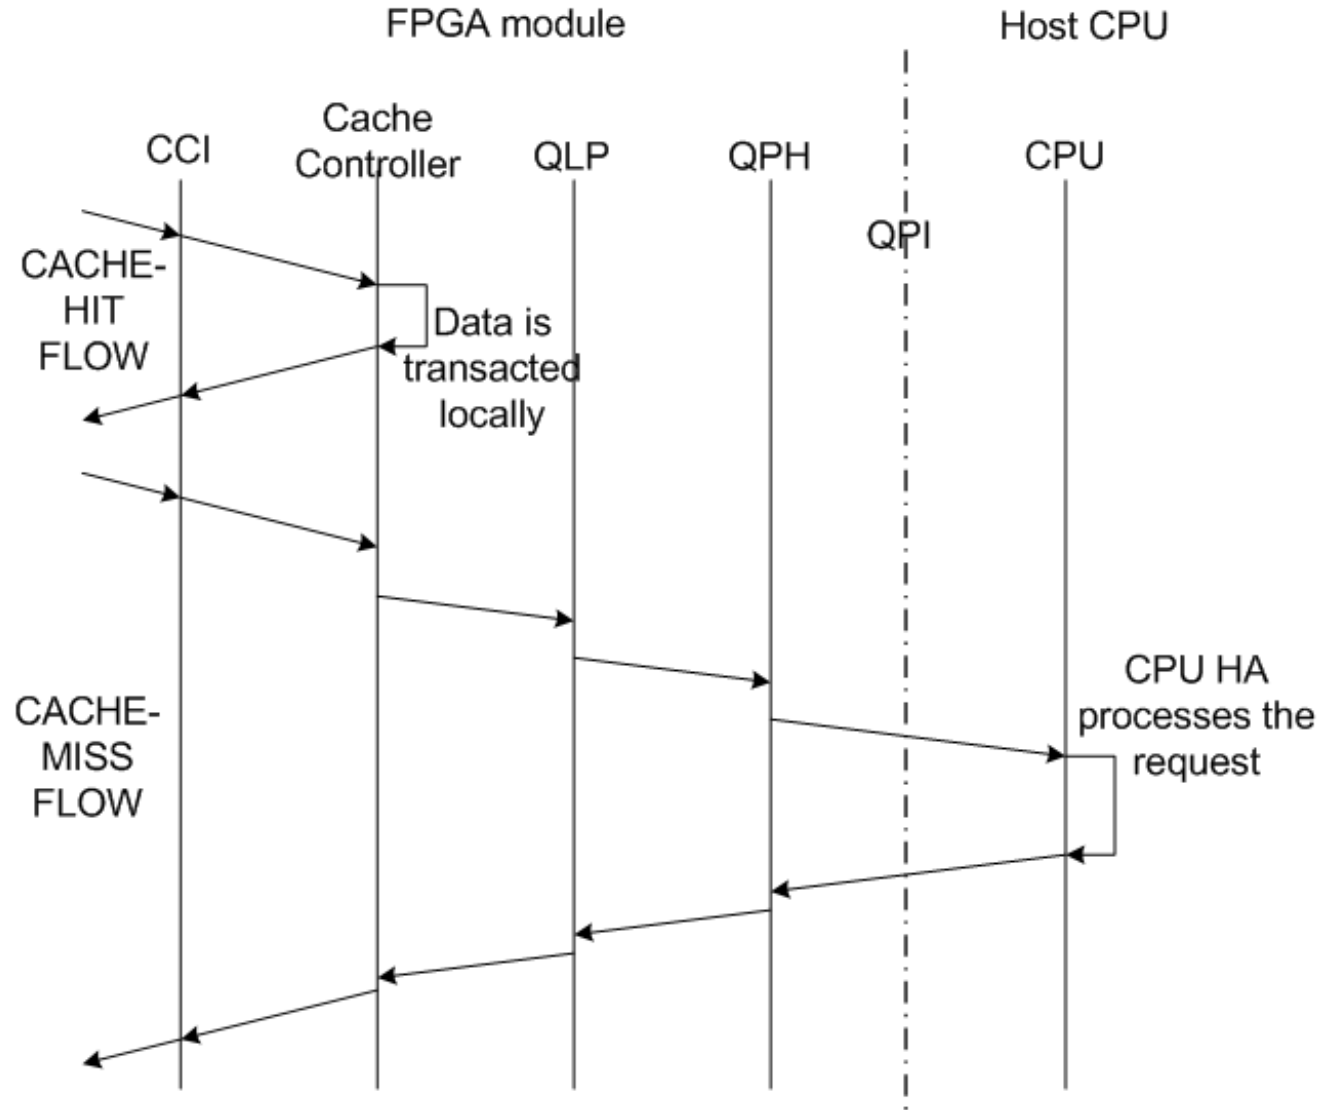 FPGA module
Host CPU
CCI
Cache
Controller
QLP
QPH
CPU
QPI
CACHE-
HIT
FLOW
Data is
transacted
locally
CACHE-
MISS
FLOW
CPU HA
processes the
request